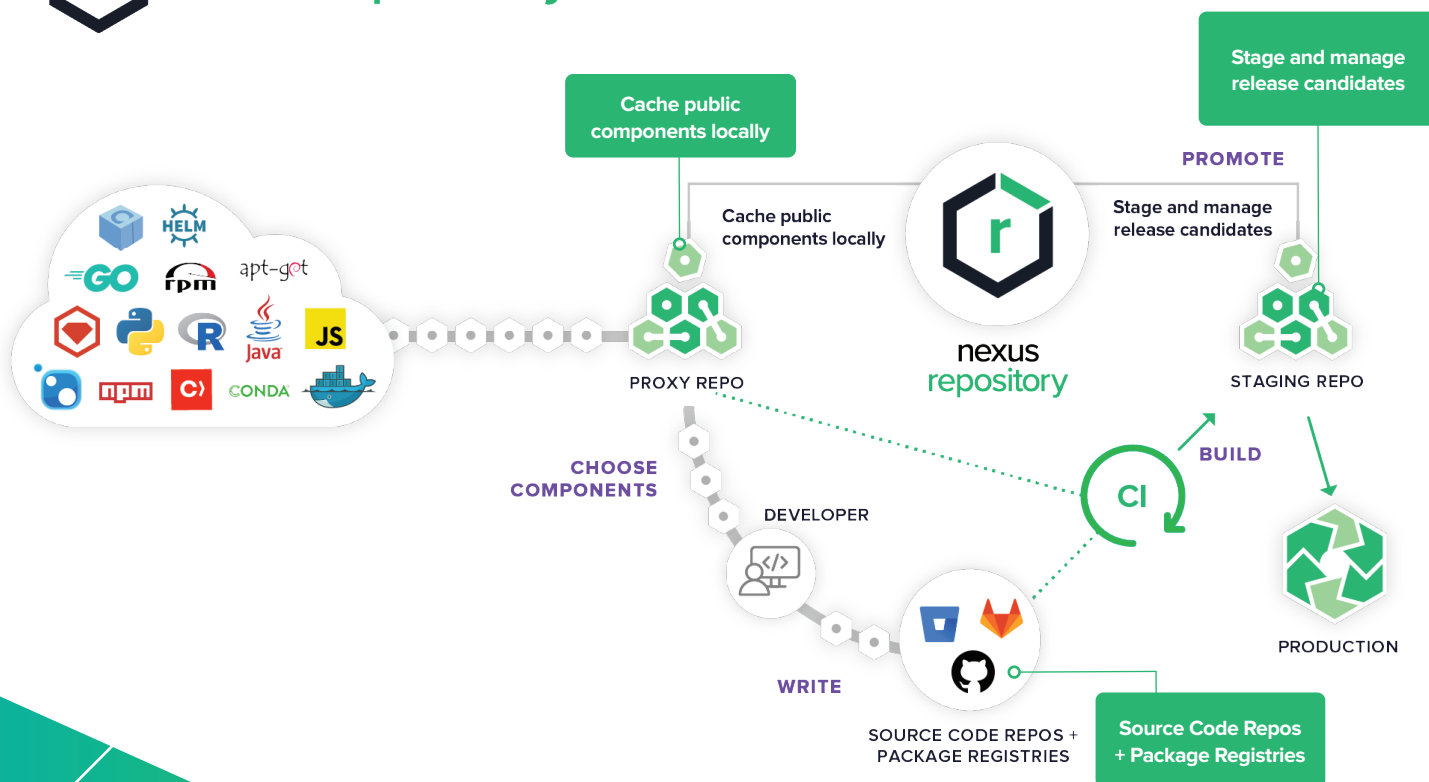 Stage and manage
release candidates
Cache public
components locally
PROMOTE
HELM
GO
rpm
apt-get
Cache public
components locally
r
Stage and manage
release candidates
R
Java
JS
nexus
repository
npm
C
CONDA
PROXY REPO
STAGING REPO
CHOOSE
COMPONENTS
BUILD
CI
DEVELOPER
</>
PRODUCTION
WRITE
SOURCE CODE REPOS +
PACKAGE REGISTRIES
Source Code Repos
+ Package Registries